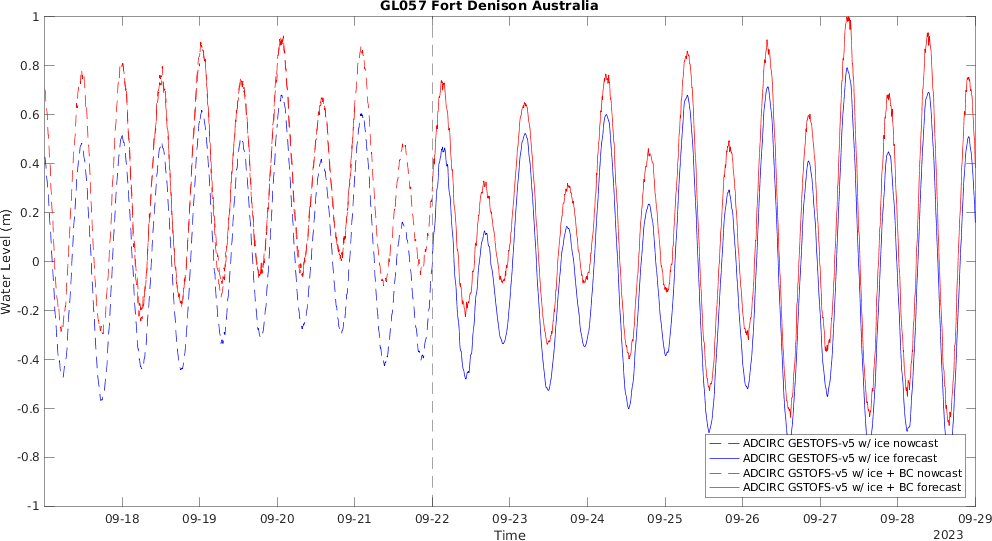 GL057 Fort Denison Australia
Water Level (m)
1
0.8
0.6
0.4
0.2
0
-0.2
-0.4
-0.6
-0.8
-1
ADCIRC GESTOFS-v5 w/ ice nowcast
ADCIRC GESTOFS-v5 w/ ice forecast
ADCIRC GSTOFS-v5 w/ ice + BC nowcast
ADCIRC GSTOFS-v5 w/ ice + BC forecast
09-18 09-19 09-20 09-21 09-22 09-23 09-24 09-25 09-26 09-27 09-28 09-29
Time
2023